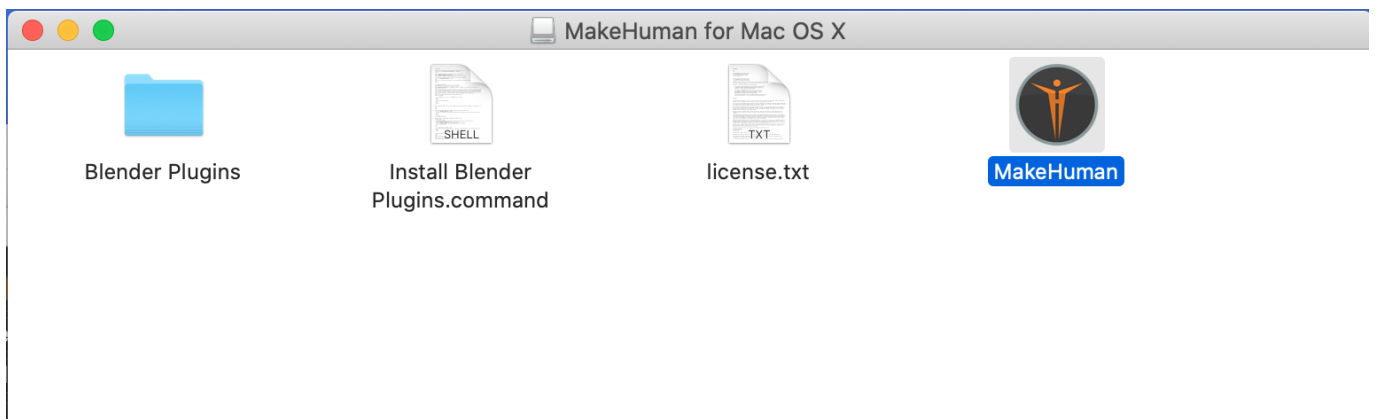 MakeHuman for Mac OS X
SHELL
TXT
Blender Plugins
Install Blender
Plugins.command
license.txt
MakeHuman